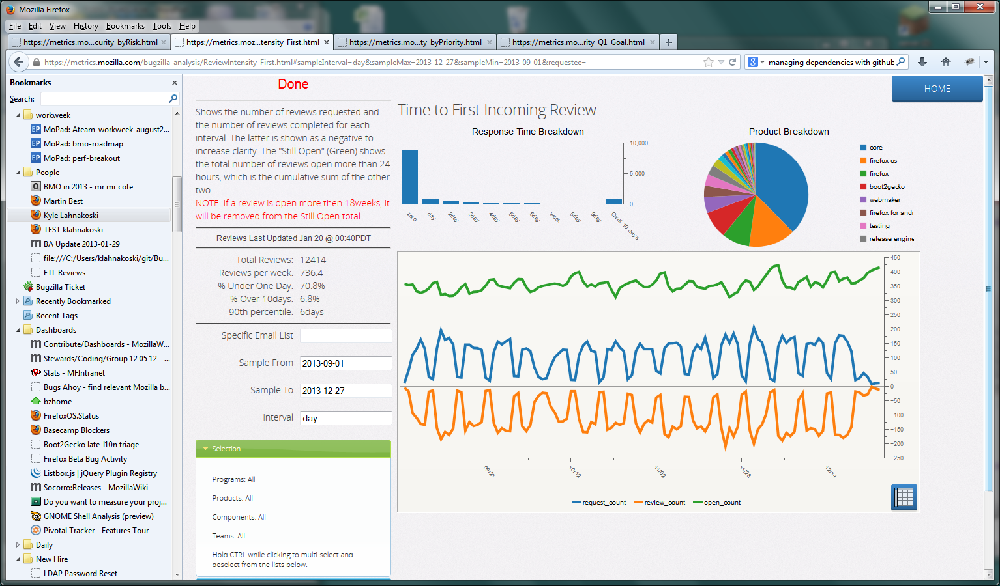 Mozilla Firefox
File Edit View History Bookmarks Tools Help
https://metrics.mo...curity_byRisk.html
https://metrics.moz...tensity_First.html
https://metrics.mo...ty_byPriority.html
https://metrics.mo...rity_Q1_Goal.html
https://metrics.mozilla.com/bugzilla-analysis/ReviewIntensity_First.html#sampleInterval=day&sampleMax=2013-12-27&sampleMin=2013-09-01&requestee=
managing dependencies with github
Bookmarks
Search:
workweek
MoPad: Ateam-workweek-august2...
MoPad: bmo-roadmap
MoPad: perf-breakout
People
BMO in 2013 - mr mr cote
Martin Best
Kyle Lahnakoski
TEST klahnakoski
BA Update 2013-01-29
file:///C:/Users/klahnakoski/git/Bu...
ETL Reviews
Bugzilla Ticket
Recently Bookmarked
Recent Tags
Dashboards
Contribute/Dashboards - MozillaW...
Stewards/Coding/Group 12 05 12 - ...
Stats - MFIntranet
Bugs Ahoy - find relevant Mozilla b...
bzhome
FirefoxOS.Status
Basecamp Blockers
Boot2Gecko late-l10n triage
Firefox Beta Bug Activity
Listbox.js | jQuery Plugin Registry
Socorro:Releases - MozillaWiki
Do you want to measure your proj...
GNOME Shell Analysis (preview)
Pivotal Tracker - Features Tour
Daily
New Hire
LDAP Password Reset
Done
Shows the number of reviews requested and
the number of reviews completed for each
interval. The latter is shown as a negative to
increase clarity. The "Still Open" (Green) shows
the total number of reviews open more than 24
hours, which is the cumulative sum of the other
two.
NOTE: If a review is open more then 18weeks, it
will be removed from the Still Open total
Reviews Last Updated Jan 20 @ 00:40PDT
Total Reviews: 12414
Reviews per week: 736.4
% Under One Day: 70.8%
% Over 10days: 6.8%
90th percentile: 6days
Specific Email List
Sample From 2013-09-01
Sample To 2013-12-27
Interval day
Selection
Programs: All
Products: All
Components: All
Teams: All
Hold CTRL while clicking to multi-select and
deselect from the lists below.
HOME
Time to First Incoming Review
Response Time Breakdown
10,000
5,000
0
zero day 2day 3day 4day 5day 6day week 8day 9day Over 10 days
Product Breakdown
core
firefox os
firefox
boot2gecko
webmaker
firefox for andr
testing
release engine
450
400
350
300
250
200
150
100
50
0
−50
−100
−150
−200
−250
09/21 10/12 11/02 11/23 12/14
request_count review_count open_count